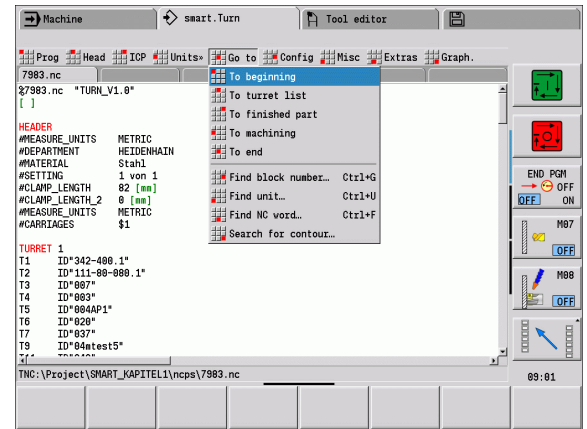 Machine
smart.Turn
Tool editor
Prog Head ICP Units» Go to Config Misc Extras Graph.
7983.nc
To beginning
To turret list
To finished part
To machining
To end
Find block number… Ctrl+G
Find unit… Ctrl+U
Find NC word… Ctrl+F
Search for contour…
%7983.nc "TURN_V1.0"
[ ]
HEADER
#MEASURE_UNITS METRIC
#DEPARTMENT HEIDENHAIN
#MATERIAL Stahl
#SETTING 1 von 1
#CLAMP_LENGTH 82 [mm]
#CLAMP_LENGTH_2 0 [mm]
#MEASURE_UNITS METRIC
#CARRIAGES $1
TURRET 1
T1 ID"342-400.1"
T2 ID"111-80-080.1"
T3 ID"007"
T4 ID"003"
T5 ID"004AP1"
T6 ID"020"
T7 ID"037"
T9 ID"04mtest5"
TNC:\Project\SMART_KAPITEL1\ncps\7983.nc
END PGM
OFF
OFF ON
M07
OFF
M08
OFF
09:01